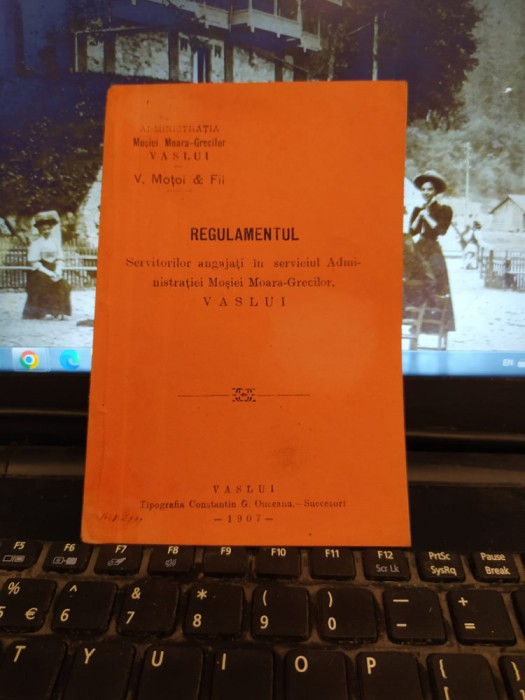 ADMINISTRAȚIA
Moșiei Moara-Grecilor
VASLUI
V. Moțoi & Fii
REGULAMENTUL
Servitorilor angajați în serviciul Admi-
nistrației Moșiei Moara-Grecilor,
VASLUI
VASLUI
Tipografia Constantin G. Onceanu.—Succesori
—1907—
EN
F5 F6 F7 F8 F9 F10 F11 F12 PrtSc Pause
Scr Lk SysRq Break
% ^ & * ( ) — +
5 € 6 7 8 9 0 - =
T Y U I O P